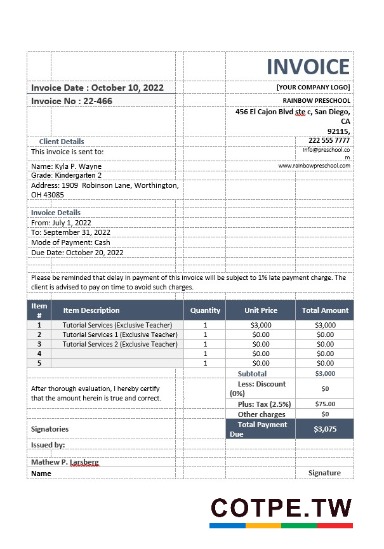 INVOICE
Invoice Date : October 10, 2022
[YOUR COMPANY LOGO]
Invoice No : 22-466
RAINBOW PRESCHOOL
456 El Cajon Blvd ste c, San Diego,
CA
92115,
Client Details
222 555 7777
This invoice is sent to:
info@preschool.co
m
Name: Kyla P. Wayne
www.rainbowpreschool.com
Grade: Kindergarten 2
Address: 1909 Robinson Lane, Worthington,
OH 43085
Invoice Details
From: July 1, 2022
To: September 31, 2022
Mode of Payment: Cash
Due Date: October 20, 2022
Please be reminded that delay in payment of this invoice will be subject to 1% late payment charge. The
client is advised to pay on time to avoid such charges.
Item # Item Description Quantity Unit Price Total Amount
1 Tutorial Services (Exclusive Teacher) 1 $3,000 $3,000
2 Tutorial Services 1 (Exclusive Teacher) 1 $0.00 $0.00
3 Tutorial Services 2 (Exclusive Teacher) 1 $0.00 $0.00
4 1 $0.00 $0.00
5 1 $0.00 $0.00
Subtotal $3,000
Less: Discount
(0%) $0
After thorough evaluation, I hereby certify
that the amount herein is true and correct.
Plus: Tax (2.5%) $75.00
Other charges $0
Signatories
Total Payment
Due $3,075
Issued by:
Mathew P. Larsberg
Name Signature
COTPE.TW